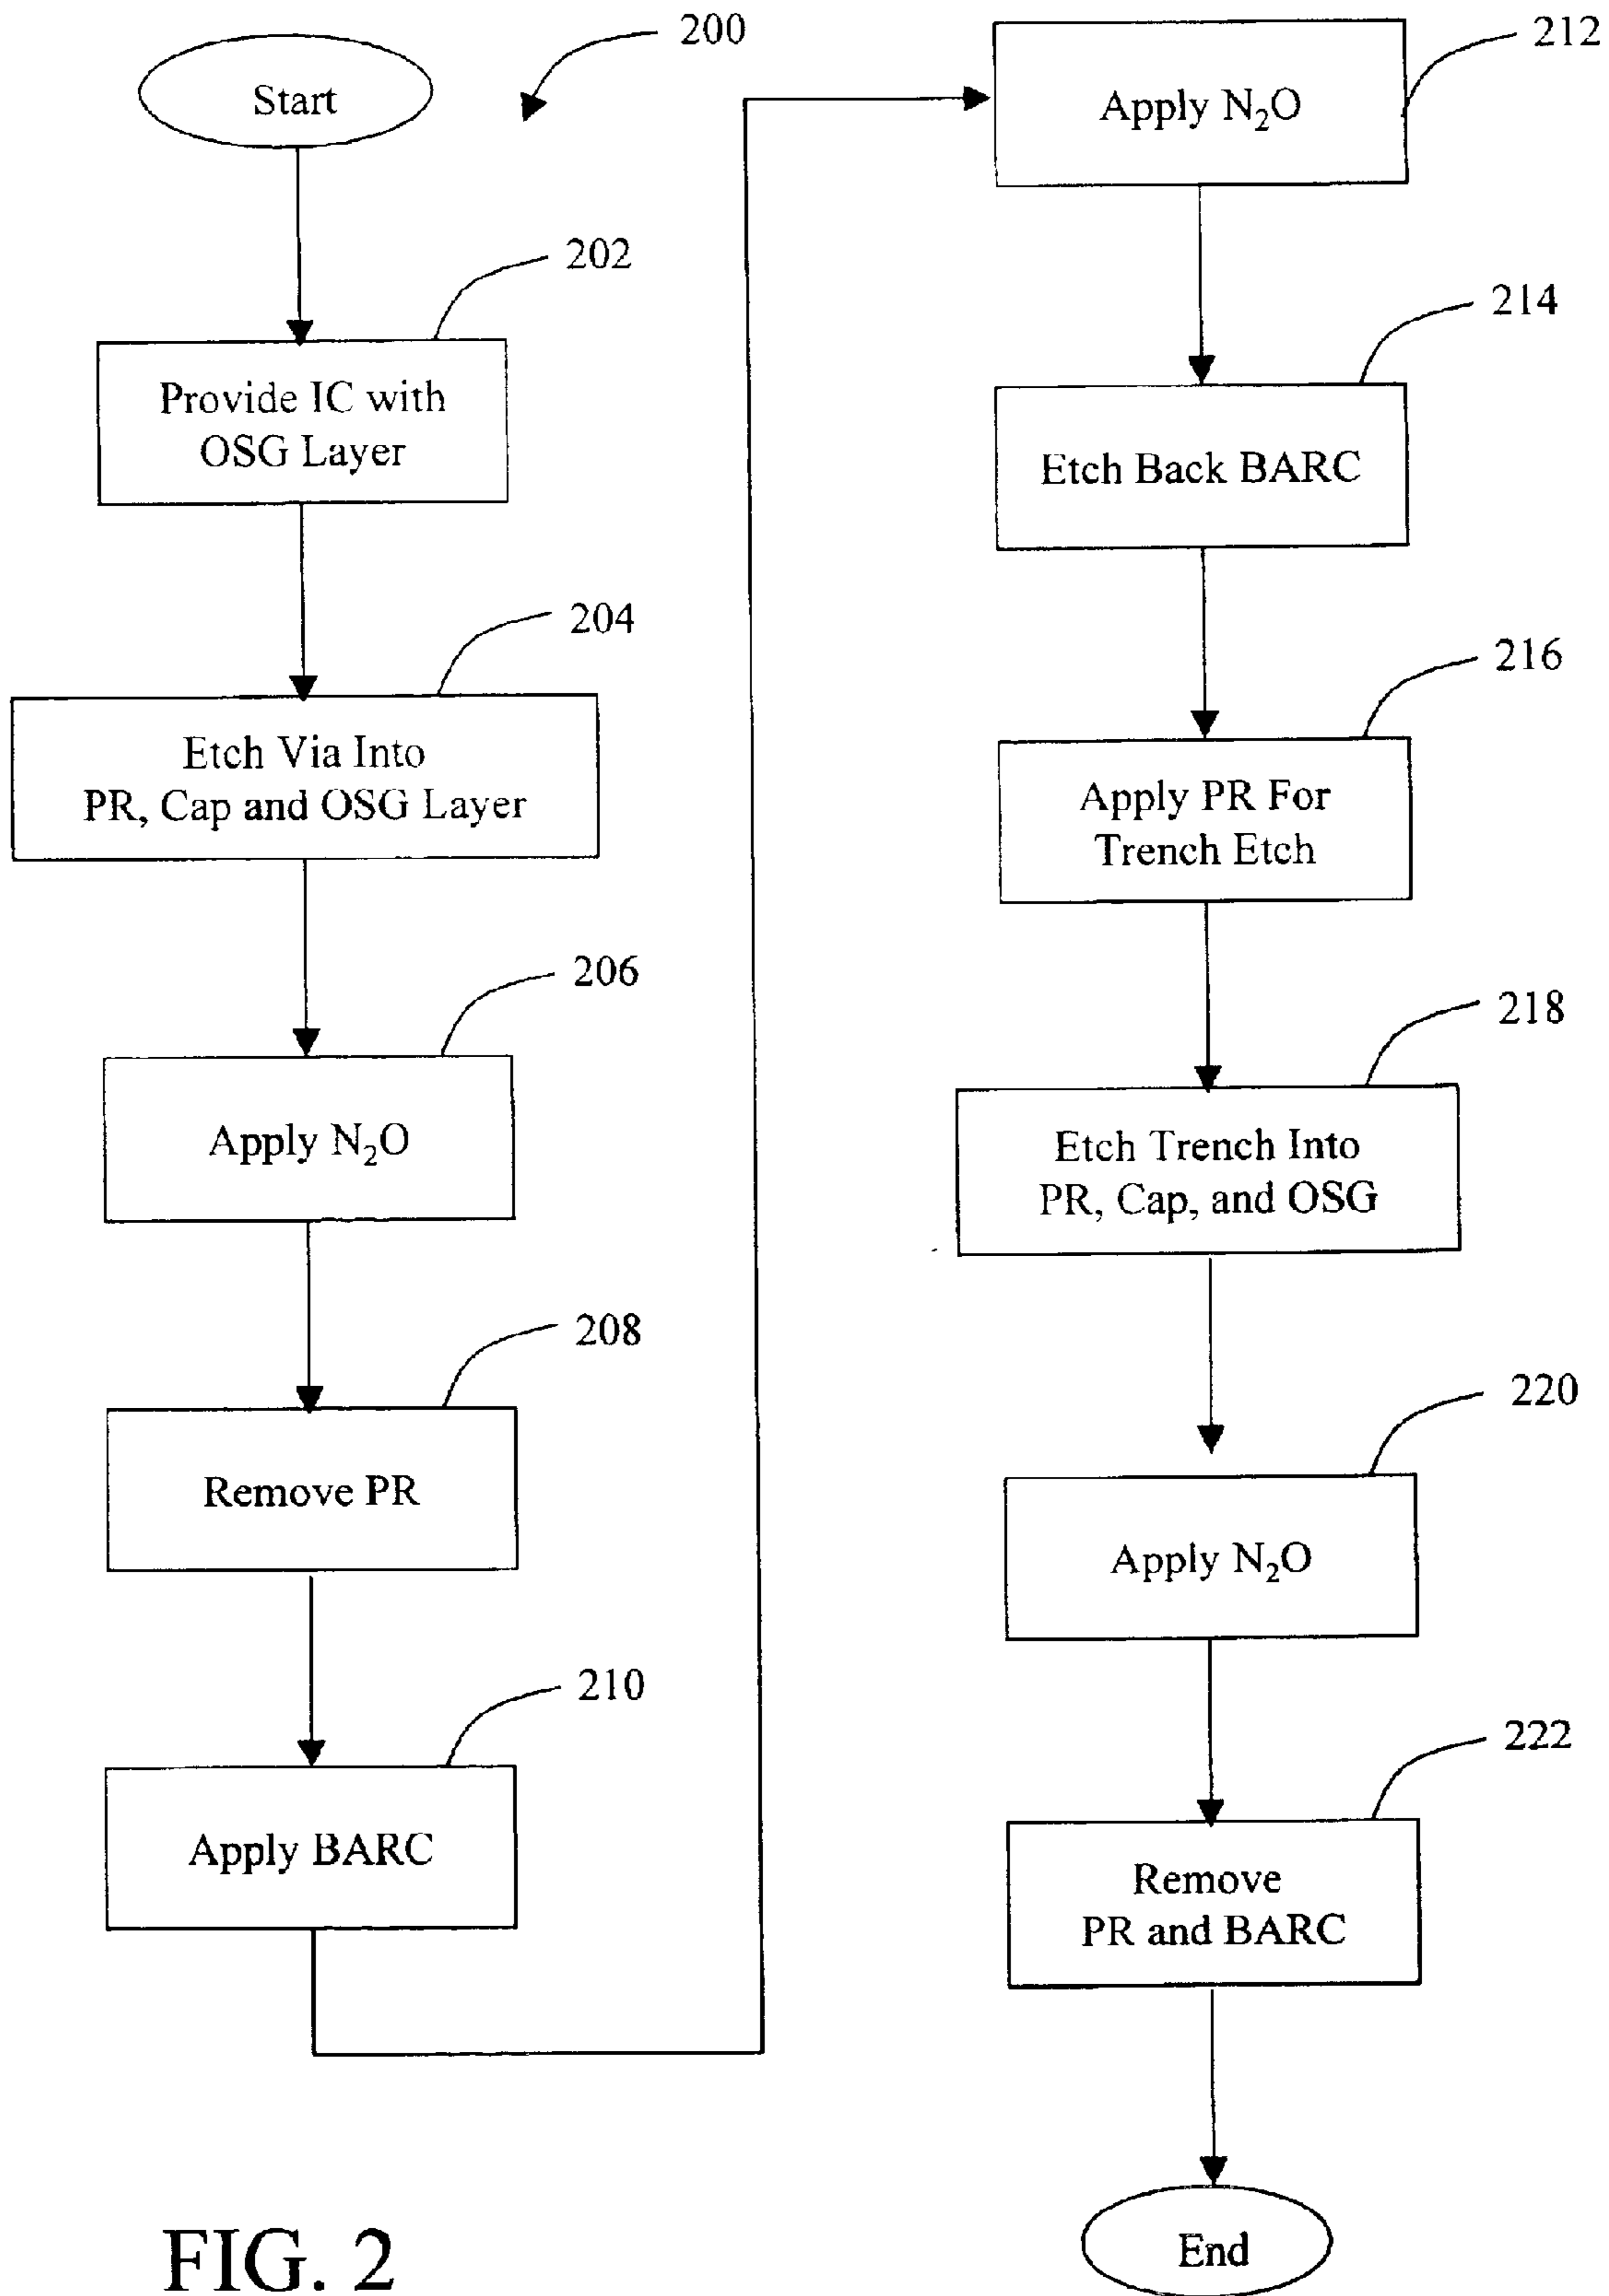 Start
200
202
Provide IC with
OSG Layer
204
Etch Via Into
PR, Cap and OSG Layer
206
Apply N₂O
208
Remove PR
210
Apply BARC
212
Apply N₂O
214
Etch Back BARC
216
Apply PR For
Trench Etch
218
Etch Trench Into
PR, Cap, and OSG
220
Apply N₂O
222
Remove
PR and BARC
End
FIG. 2